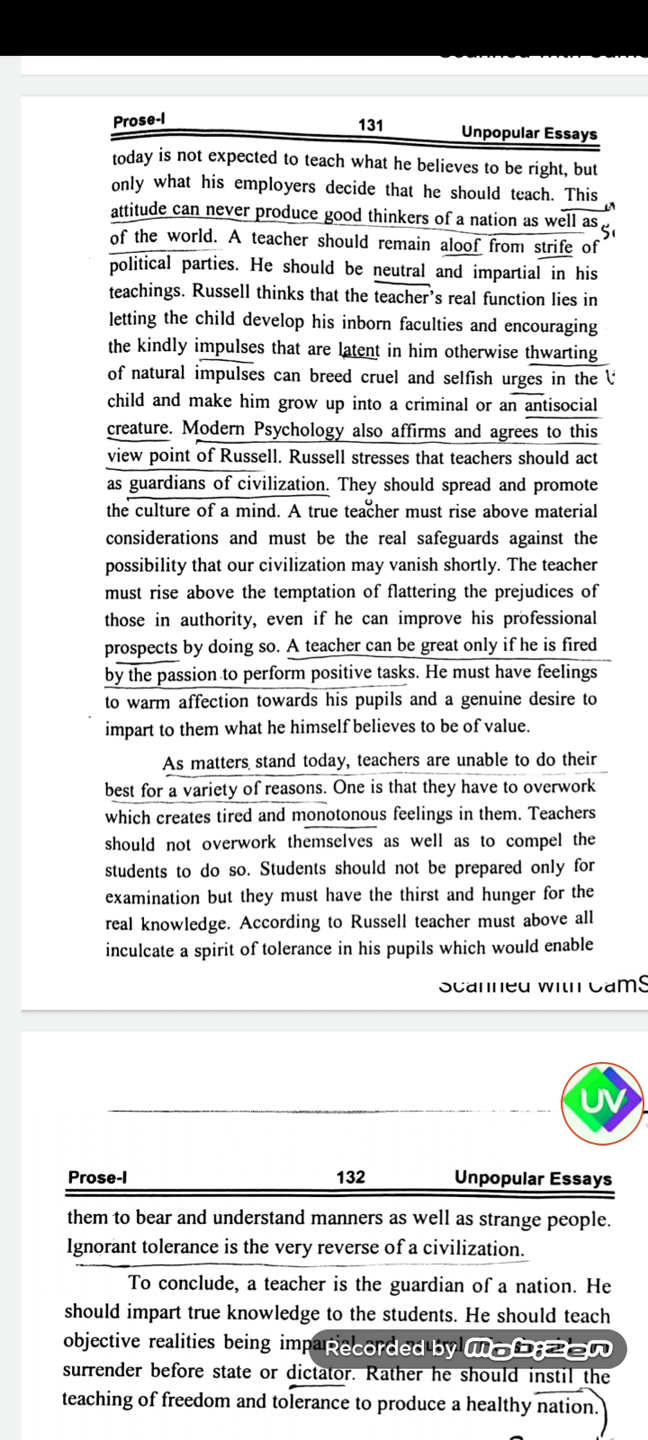 Prose-I 131 Unpopular Essays
today is not expected to teach what he believes to be right, but
only what his employers decide that he should teach. This
attitude can never produce good thinkers of a nation as well as
of the world. A teacher should remain aloof from strife of
political parties. He should be neutral and impartial in his
teachings. Russell thinks that the teacher's real function lies in
letting the child develop his inborn faculties and encouraging
the kindly impulses that are latent in him otherwise thwarting
of natural impulses can breed cruel and selfish urges in the
child and make him grow up into a criminal or an antisocial
creature. Modern Psychology also affirms and agrees to this
view point of Russell. Russell stresses that teachers should act
as guardians of civilization. They should spread and promote
the culture of a mind. A true teacher must rise above material
considerations and must be the real safeguards against the
possibility that our civilization may vanish shortly. The teacher
must rise above the temptation of flattering the prejudices of
those in authority, even if he can improve his professional
prospects by doing so. A teacher can be great only if he is fired
by the passion to perform positive tasks. He must have feelings
to warm affection towards his pupils and a genuine desire to
impart to them what he himself believes to be of value.
As matters stand today, teachers are unable to do their
best for a variety of reasons. One is that they have to overwork
which creates tired and monotonous feelings in them. Teachers
should not overwork themselves as well as to compel the
students to do so. Students should not be prepared only for
examination but they must have the thirst and hunger for the
real knowledge. According to Russell teacher must above all
inculcate a spirit of tolerance in his pupils which would enable
Scanned with CamS
UV
Prose-I 132 Unpopular Essays
them to bear and understand manners as well as strange people.
Ignorant tolerance is the very reverse of a civilization.
To conclude, a teacher is the guardian of a nation. He
should impart true knowledge to the students. He should teach
objective realities being
Recorded by mobizen
surrender before state or dictator. Rather he should instil the
teaching of freedom and tolerance to produce a healthy nation.